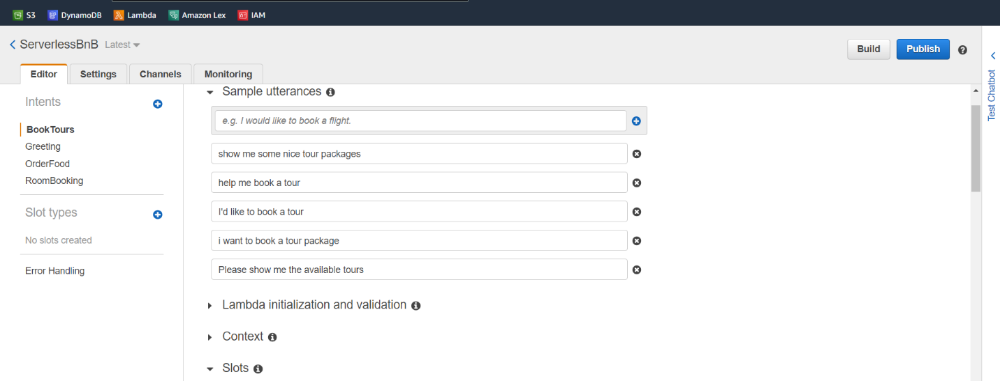 S3 DynamoDB Lambda Amazon Lex IAM
ServerlessBnB Latest
Build Publish
Editor Settings Channels Monitoring
Test Chatbot
Intents
BookTours
Greeting
OrderFood
RoomBooking
Slot types
No slots created
Error Handling
Sample utterances
e.g. I would like to book a flight.
show me some nice tour packages
help me book a tour
I'd like to book a tour
i want to book a tour package
Please show me the available tours
Lambda initialization and validation
Context
Slots